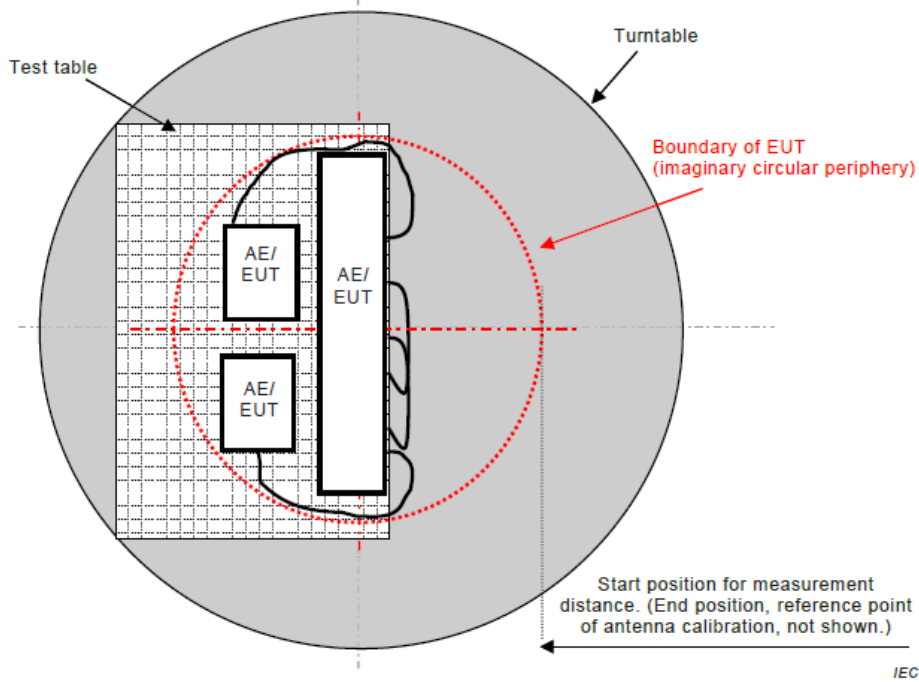 Turntable
Test table
Boundary of EUT
(imaginary circular periphery)
AE/
EUT
AE/
EUT
AE/
EUT
Start position for measurement
distance. (End position, reference point
of antenna calibration, not shown.)
IEC